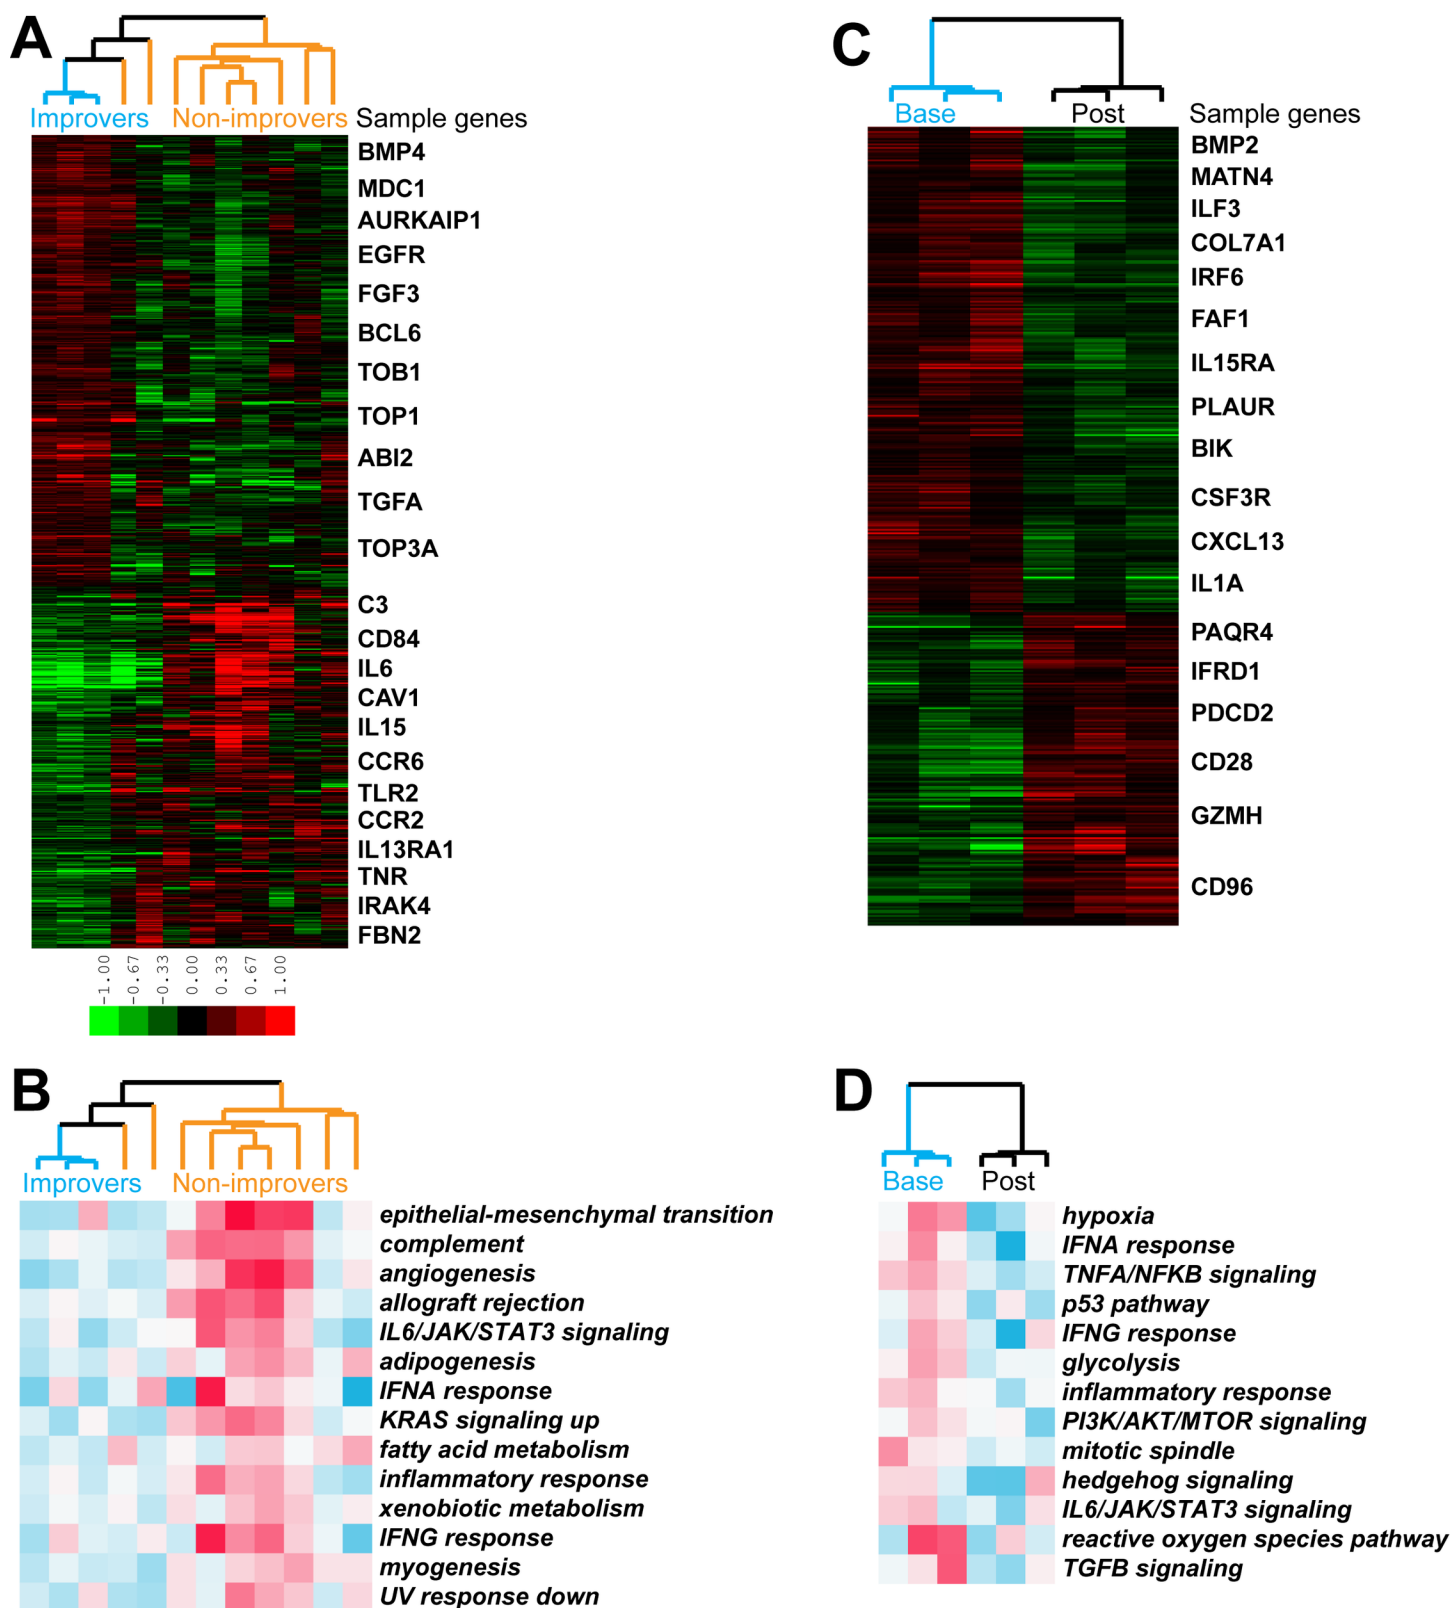 A
Improvers
Non-improvers
Sample genes
BMP4
MDC1
AURKAIP1
EGFR
FGF3
BCL6
TOB1
TOP1
ABI2
TGFA
TOP3A
C3
CD84
IL6
CAV1
IL15
CCR6
TLR2
CCR2
IL13RA1
TNR
IRAK4
FBN2
-1.00
-0.67
-0.33
0.00
0.33
0.67
1.00
C
Base
Post
Sample genes
BMP2
MATN4
ILF3
COL7A1
IRF6
FAF1
IL15RA
PLAUR
BIK
CSF3R
CXCL13
IL1A
PAQR4
IFRD1
PDCD2
CD28
GZMH
CD96
B
Improvers
Non-improvers
epithelial-mesenchymal transition
complement
angiogenesis
allograft rejection
IL6/JAK/STAT3 signaling
adipogenesis
IFNA response
KRAS signaling up
fatty acid metabolism
inflammatory response
xenobiotic metabolism
IFNG response
myogenesis
UV response down
D
Base
Post
hypoxia
IFNA response
TNFA/NFKB signaling
p53 pathway
IFNG response
glycolysis
inflammatory response
PI3K/AKT/MTOR signaling
mitotic spindle
hedgehog signaling
IL6/JAK/STAT3 signaling
reactive oxygen species pathway
TGFB signaling